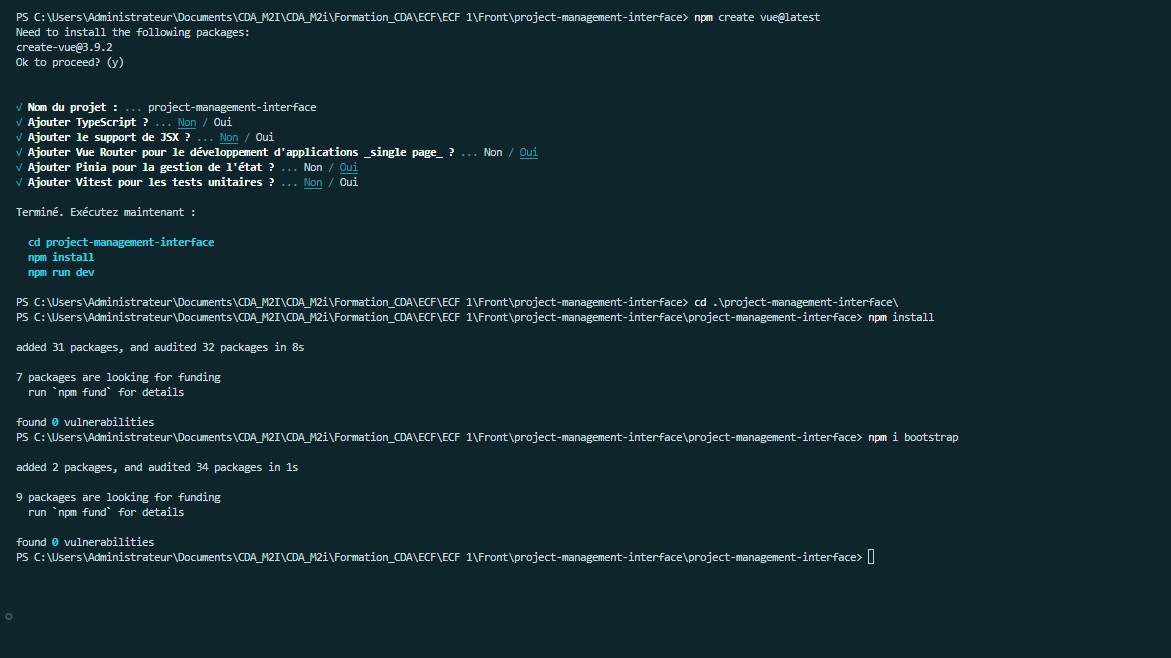 PS C:\Users\Administrateur\Documents\CDA_M2I\CDA_M2i\Formation_CDA\ECF\ECF 1\Front\project-management-interface> npm create vue@latest
Need to install the following packages:
create-vue@3.9.2
Ok to proceed? (y)
√ Nom du projet : ... project-management-interface
√ Ajouter TypeScript ? ... Non / Oui
√ Ajouter le support de JSX ? ... Non / Oui
√ Ajouter Vue Router pour le développement d'applications _single page_ ? ... Non / Oui
√ Ajouter Pinia pour la gestion de l'état ? ... Non / Oui
√ Ajouter Vitest pour les tests unitaires ? ... Non / Oui
Terminé. Exécutez maintenant :
cd project-management-interface
npm install
npm run dev
PS C:\Users\Administrateur\Documents\CDA_M2I\CDA_M2i\Formation_CDA\ECF\ECF 1\Front\project-management-interface> cd .\project-management-interface\
PS C:\Users\Administrateur\Documents\CDA_M2I\CDA_M2i\Formation_CDA\ECF\ECF 1\Front\project-management-interface\project-management-interface> npm install
added 31 packages, and audited 32 packages in 8s
7 packages are looking for funding
run `npm fund` for details
found 0 vulnerabilities
PS C:\Users\Administrateur\Documents\CDA_M2I\CDA_M2i\Formation_CDA\ECF\ECF 1\Front\project-management-interface\project-management-interface> npm i bootstrap
added 2 packages, and audited 34 packages in 1s
9 packages are looking for funding
run `npm fund` for details
found 0 vulnerabilities
PS C:\Users\Administrateur\Documents\CDA_M2I\CDA_M2i\Formation_CDA\ECF\ECF 1\Front\project-management-interface\project-management-interface>